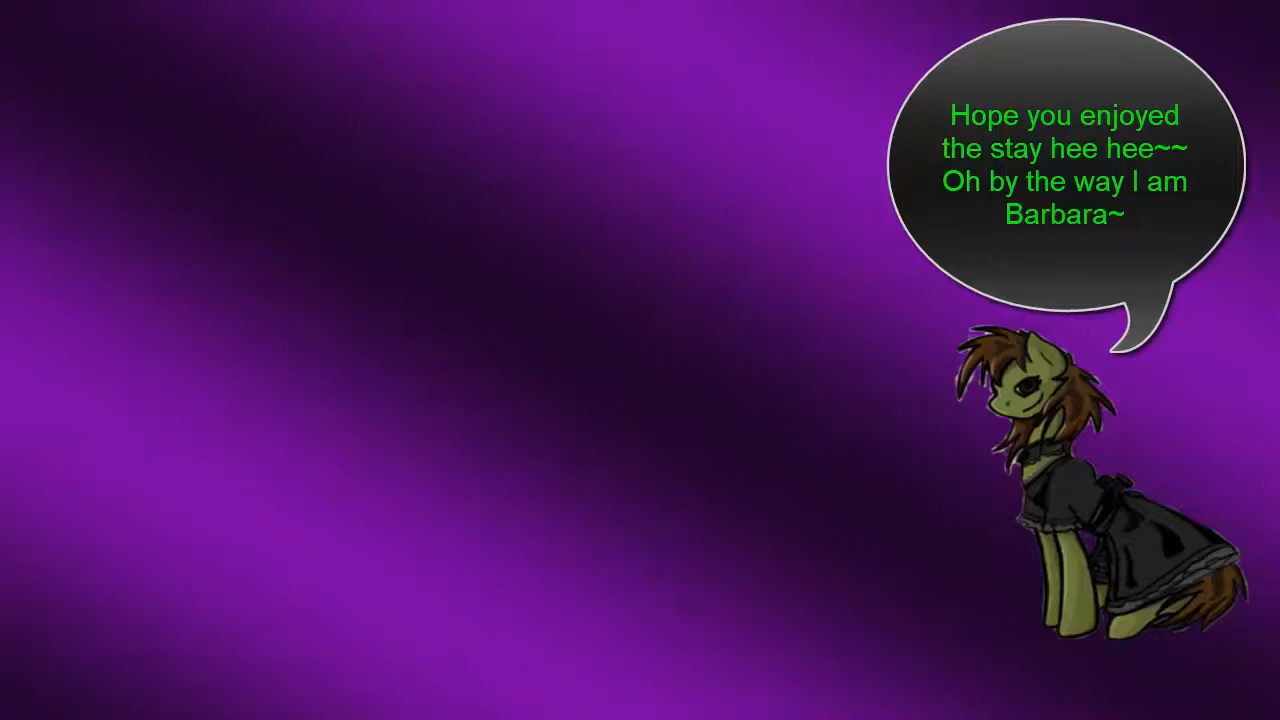 Hope you enjoyed
the stay hee hee~~
Oh by the way I am
Barbara~